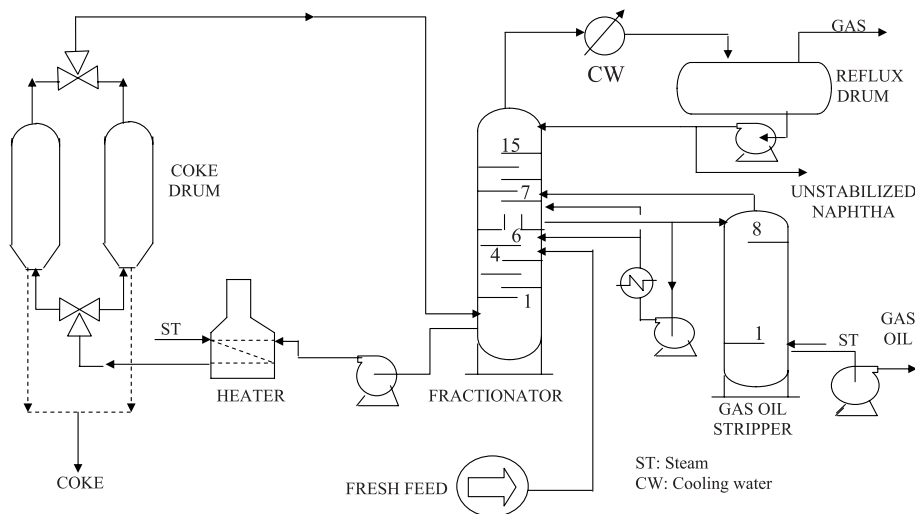 GAS
CW
REFLUX
DRUM
COKE
DRUM
15
UNSTABILIZED
NAPHTHA
7
6
4
1
8
ST
1
ST
GAS
OIL
HEATER
FRACTIONATOR
GAS OIL
STRIPPER
COKE
FRESH FEED
ST: Steam
CW: Cooling water